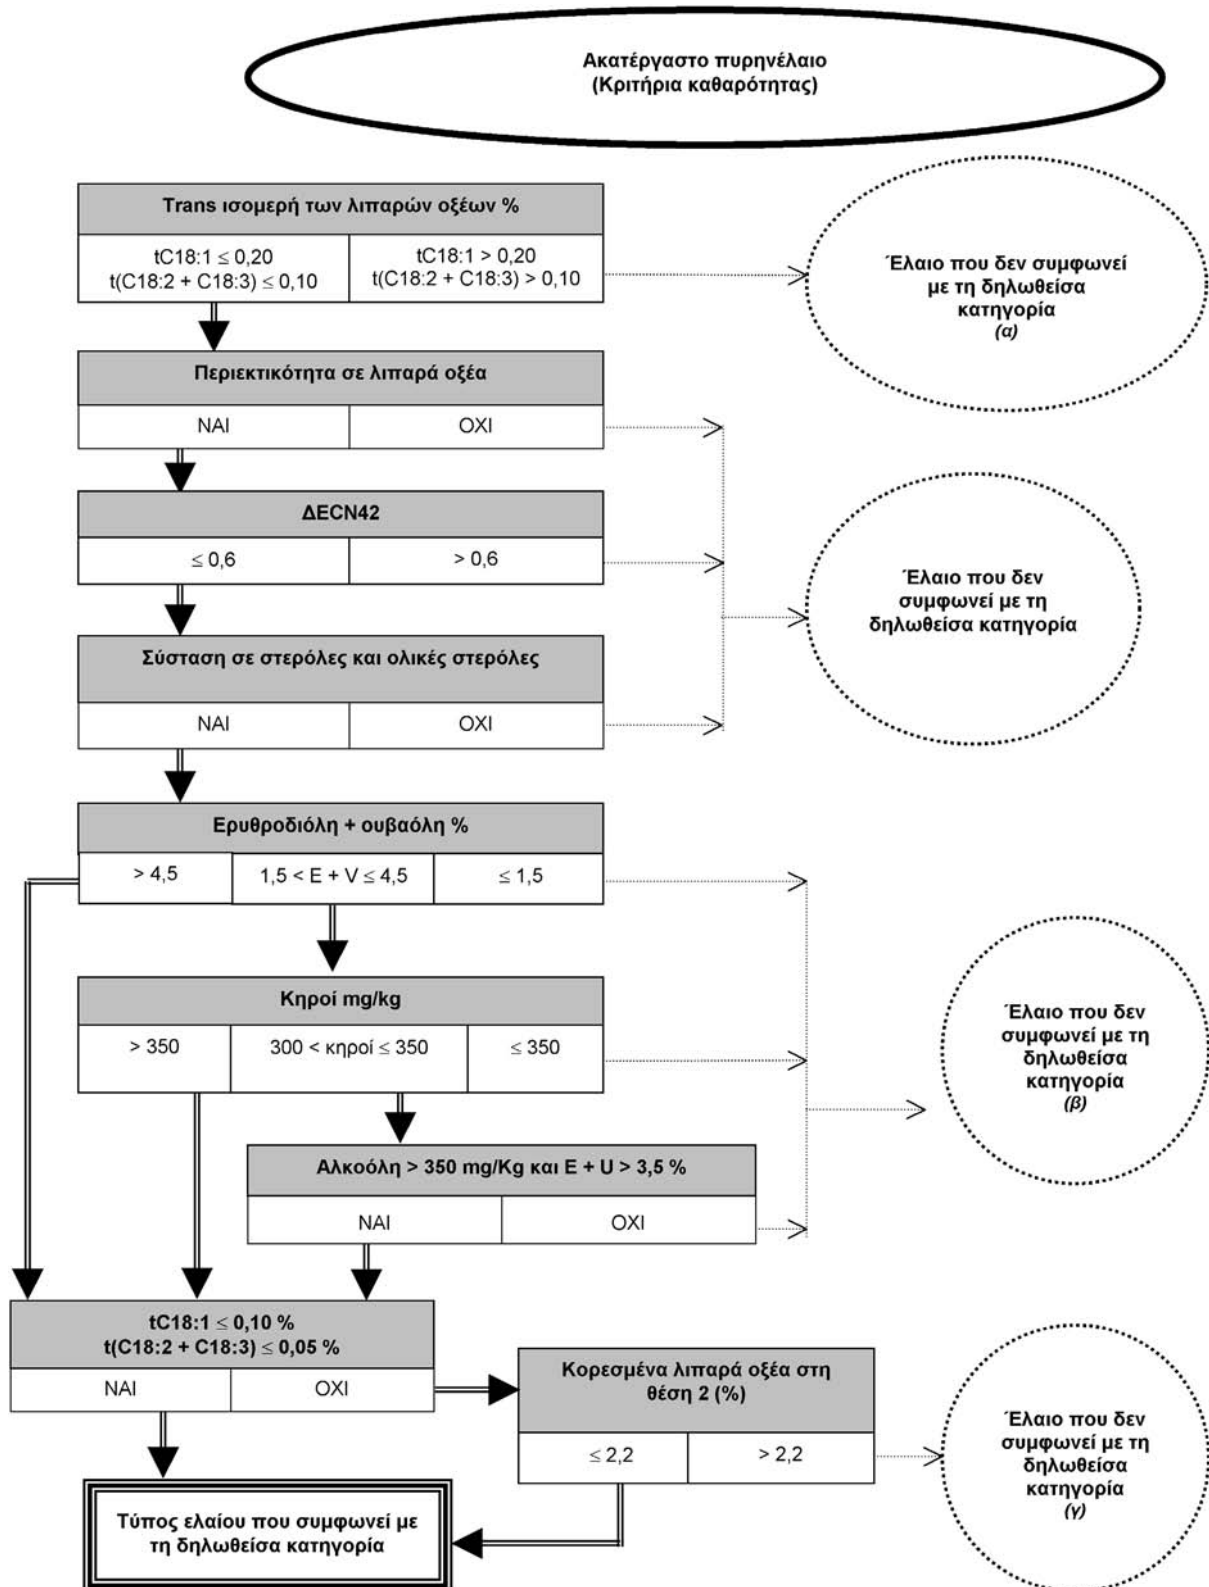 Ακατέργαστο πυρηνέλαιο
(Κριτήρια καθαρότητας)
Trans ισομερή των λιπαρών οξέων %
tC18:1 ≤ 0,20
t(C18:2 + C18:3) ≤ 0,10
tC18:1 > 0,20
t(C18:2 + C18:3) > 0,10
Έλαιο που δεν συμφωνεί
με τη δηλωθείσα
κατηγορία
(α)
Περιεκτικότητα σε λιπαρά οξέα
ΝΑΙ
ΟΧΙ
ΔECN42
≤ 0,6
> 0,6
Έλαιο που δεν
συμφωνεί με τη
δηλωθείσα κατηγορία
Σύσταση σε στερόλες και ολικές στερόλες
ΝΑΙ
ΟΧΙ
Ερυθροδιόλη + ουβαόλη %
> 4,5
1,5 < E + V ≤ 4,5
≤ 1,5
Κηροί mg/kg
> 350
300 < κηροί ≤ 350
≤ 350
Έλαιο που δεν
συμφωνεί με τη
δηλωθείσα
κατηγορία
(β)
Αλκοόλη > 350 mg/Kg και E + U > 3,5 %
ΝΑΙ
ΟΧΙ
tC18:1 ≤ 0,10 %
t(C18:2 + C18:3) ≤ 0,05 %
ΝΑΙ
ΟΧΙ
Κορεσμένα λιπαρά οξέα στη
θέση 2 (%)
≤ 2,2
> 2,2
Έλαιο που δεν
συμφωνεί με τη
δηλωθείσα
κατηγορία
(γ)
Τύπος ελαίου που συμφωνεί με
τη δηλωθείσα κατηγορία